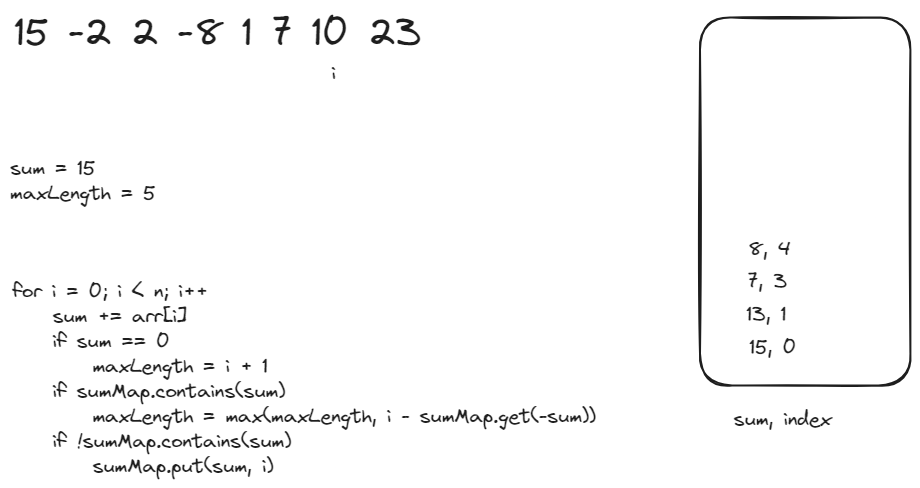 15 -2 2 -8 1 7 10 23
i
sum = 15
maxLength = 5
for i = 0; i < n; i++
sum += arr[i]
if sum == 0
maxLength = i + 1
if sumMap.contains(sum)
maxLength = max(maxLength, i - sumMap.get(-sum))
if !sumMap.contains(sum)
sumMap.put(sum, i)
8, 4
7, 3
13, 1
15, 0
sum, index